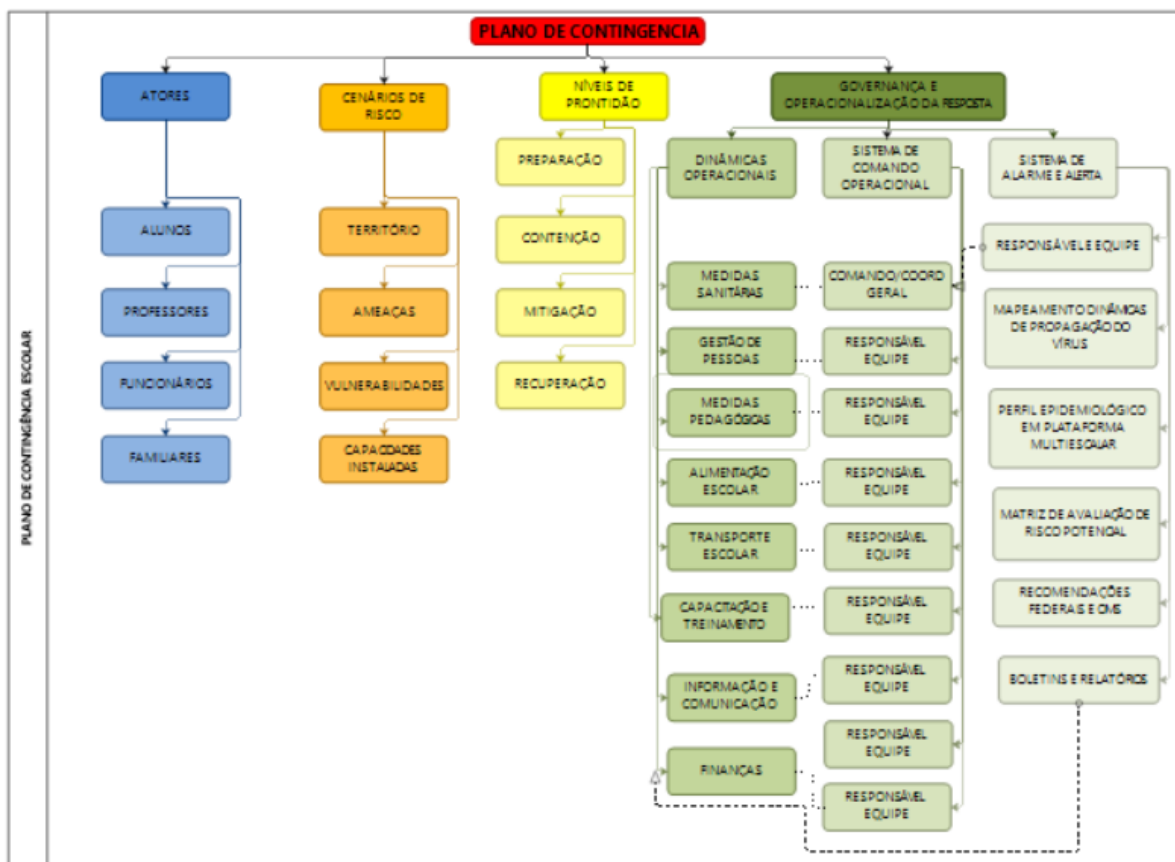 PLANO DE CONTINGÊNCIA ESCOLAR
PLANO DE CONTINGENCIA
ATORES
ALUNOS
PROFESSORES
FUNCIONÁRIOS
FAMILIARES
CENÁRIOS DE
RISCO
TERRITÓRIO
AMEAÇAS
VULNERABILIDADES
CAPACIDADES
INSTALADAS
NÍVEIS DE
PRONTIDÃO
PREPARAÇÃO
CONTENÇÃO
MITIGAÇÃO
RECUPERAÇÃO
GOVERNANÇA E
OPERACIONALIZAÇÃO DA RESPOSTA
DINÂMICAS
OPERACIONAIS
MEDIDAS
SANITÁRIAS
GESTÃO DE
PESSOAS
MEDIDAS
PEDAGÓGICAS
ALIMENTAÇÃO
ESCOLAR
TRANSPORTE
ESCOLAR
CAPACITAÇÃO E
TREINAMENTO
INFORMAÇÃO E
COMUNICAÇÃO
FINANÇAS
SISTEMA DE
COMANDO
OPERACIONAL
COMANDO/COORD
GERAL
RESPONSÁVEL
EQUIPE
RESPONSÁVEL
EQUIPE
RESPONSÁVEL
EQUIPE
RESPONSÁVEL
EQUIPE
RESPONSÁVEL
EQUIPE
RESPONSÁVEL
EQUIPE
RESPONSÁVEL
EQUIPE
RESPONSÁVEL
EQUIPE
SISTEMA DE
ALARME E ALERTA
RESPONSÁVEL E EQUIPE
MAPEAMENTO DINÂMICAS
DE PROPAGAÇÃO DO
VÍRUS
PERFIL EPIDEMIOLÓGICO
EM PLATAFORMA
MULTIESCALAR
MATRIZ DE AVALIAÇÃO DE
RISCO POTENCIAL
RECOMENDAÇÕES
FEDERAIS E OMS
BOLETINS E RELATÓRIOS